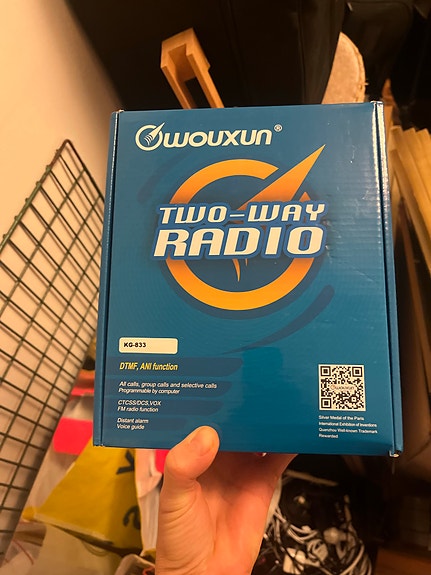 WOUXUN®
TWO-WAY
RADIO
KG-833
DTMF, ANI function
All calls, group calls and selective calls
Programmable by computer
CTCSS/DCS,VOX
FM radio function
Distant alarm
Voice guide
WOUXUN
Silver Medal of the Paris
International Exhibition of Inventions
Quanzhou Well-known Trademark
Rewarded